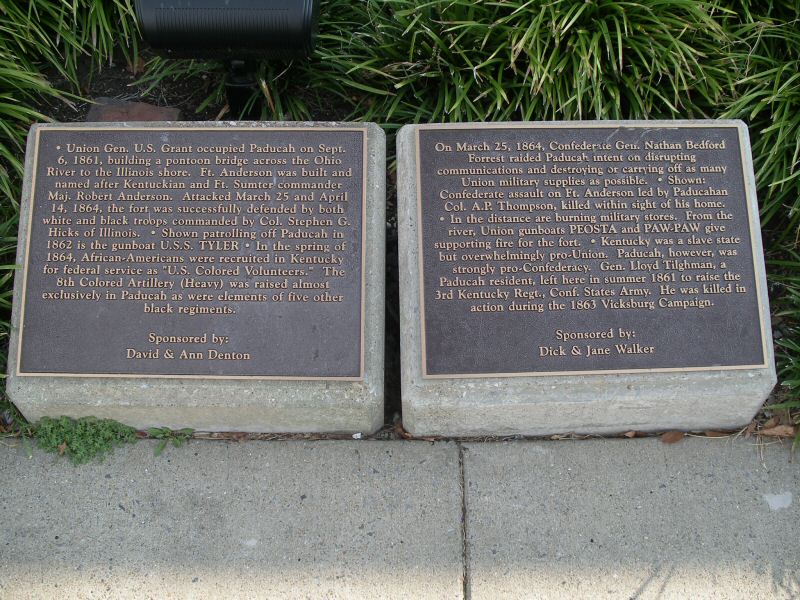 • Union Gen. U.S. Grant occupied Paducah on Sept.
6, 1861, building a pontoon bridge across the Ohio
River to the Illinois shore. Ft. Anderson was built and
named after Kentuckian and Ft. Sumter commander
Maj. Robert Anderson. Attacked March 25 and April
14, 1864, the fort was successfully defended by both
white and black troops commanded by Col. Stephen G.
Hicks of Illinois. • Shown patrolling off Paducah in
1862 is the gunboat U.S.S. TYLER • In the spring of
1864, African-Americans were recruited in Kentucky
for federal service as "U.S. Colored Volunteers." The
8th Colored Artillery (Heavy) was raised almost
exclusively in Paducah as were elements of five other
black regiments.
Sponsored by:
David & Ann Denton
On March 25, 1864, Confederate Gen. Nathan Bedford
Forrest raided Paducah intent on disrupting
communications and destroying or carrying off as many
Union military supplies as possible. • Shown:
Confederate assault on Ft. Anderson led by Paducahan
Col. A.P. Thompson, killed within sight of his home.
• In the distance are burning military stores. From the
river, Union gunboats PEOSTA and PAW-PAW give
supporting fire for the fort. • Kentucky was a slave state
but overwhelmingly pro-Union. Paducah, however, was
strongly pro-Confederacy. Gen. Lloyd Tilghman, a
Paducah resident, left here in summer 1861 to raise the
3rd Kentucky Regt., Conf. States Army. He was killed in
action during the 1863 Vicksburg Campaign.
Sponsored by:
Dick & Jane Walker